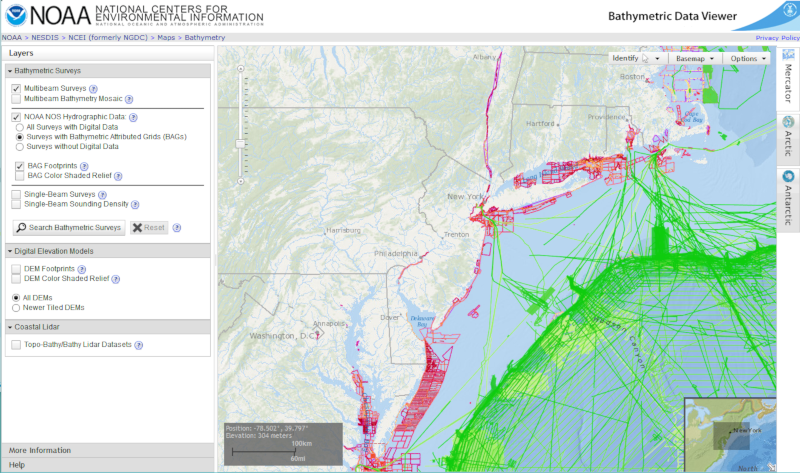 NOAA
NATIONAL CENTERS FOR
ENVIRONMENTAL INFORMATION
NATIONAL OCEANIC AND ATMOSPHERIC ADMINISTRATION
Bathymetric Data Viewer
NOAA > NESDIS > NCEI (formerly NGDC) > Maps > Bathymetry
Privacy Policy
Layers
Bathymetric Surveys
Multibeam Surveys
Multibeam Bathymetry Mosaic
NOAA NOS Hydrographic Data:
All Surveys with Digital Data
Surveys with Bathymetric Attributed Grids (BAGs)
Surveys without Digital Data
BAG Footprints
BAG Color Shaded Relief
Single-Beam Surveys
Single-Beam Sounding Density
Search Bathymetric Surveys
Reset
Digital Elevation Models
DEM Footprints
DEM Color Shaded Relief
All DEMs
Newer Tiled DEMs
Coastal Lidar
Topo-Bathy/Bathy Lidar Datasets
More Information
Help
Identify
Basemap
Options
Mercator
Arctic
Antarctic
Albany
Boston
Providence
Hartford
New York
Trenton
Harrisburg
Philadelphia
Dover
Delaware
Bay
Annapolis
Washington, D.C.
Hudson Canyon
Position: -78.502°, 39.797°
Elevation: 304 meters
100km
60mi
New York
North